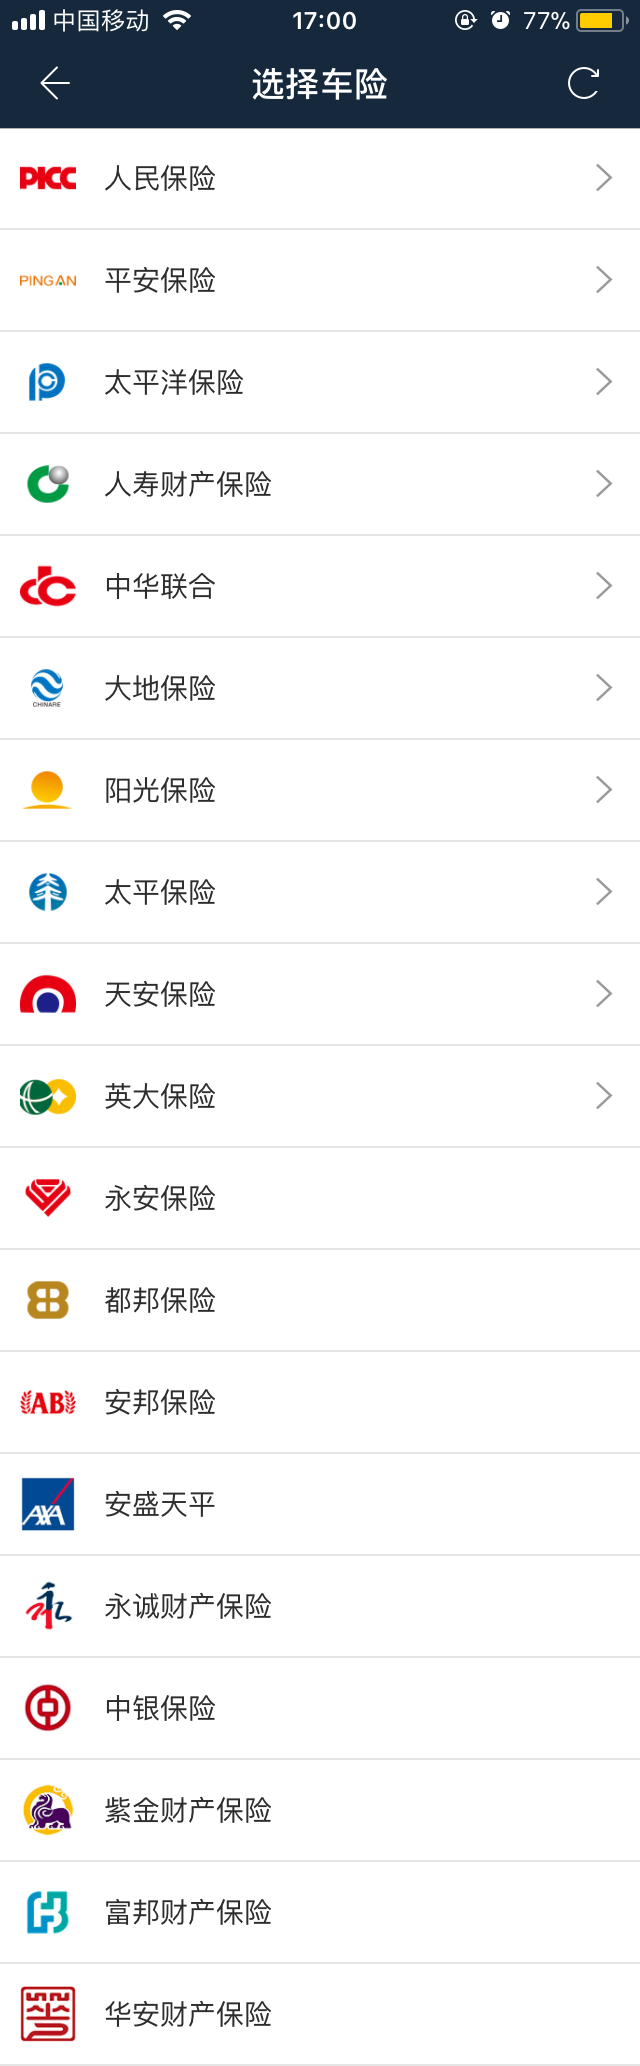 中国移动 17:00 77%
选择车险
PICC 人民保险
PINGAN 平安保险
太平洋保险
人寿财产保险
中华联合
CHINARE 大地保险
阳光保险
太平保险
天安保险
英大保险
永安保险
都邦保险
AB 安邦保险
AXA 安盛天平
永诚财产保险
中银保险
紫金财产保险
富邦财产保险
华安财产保险